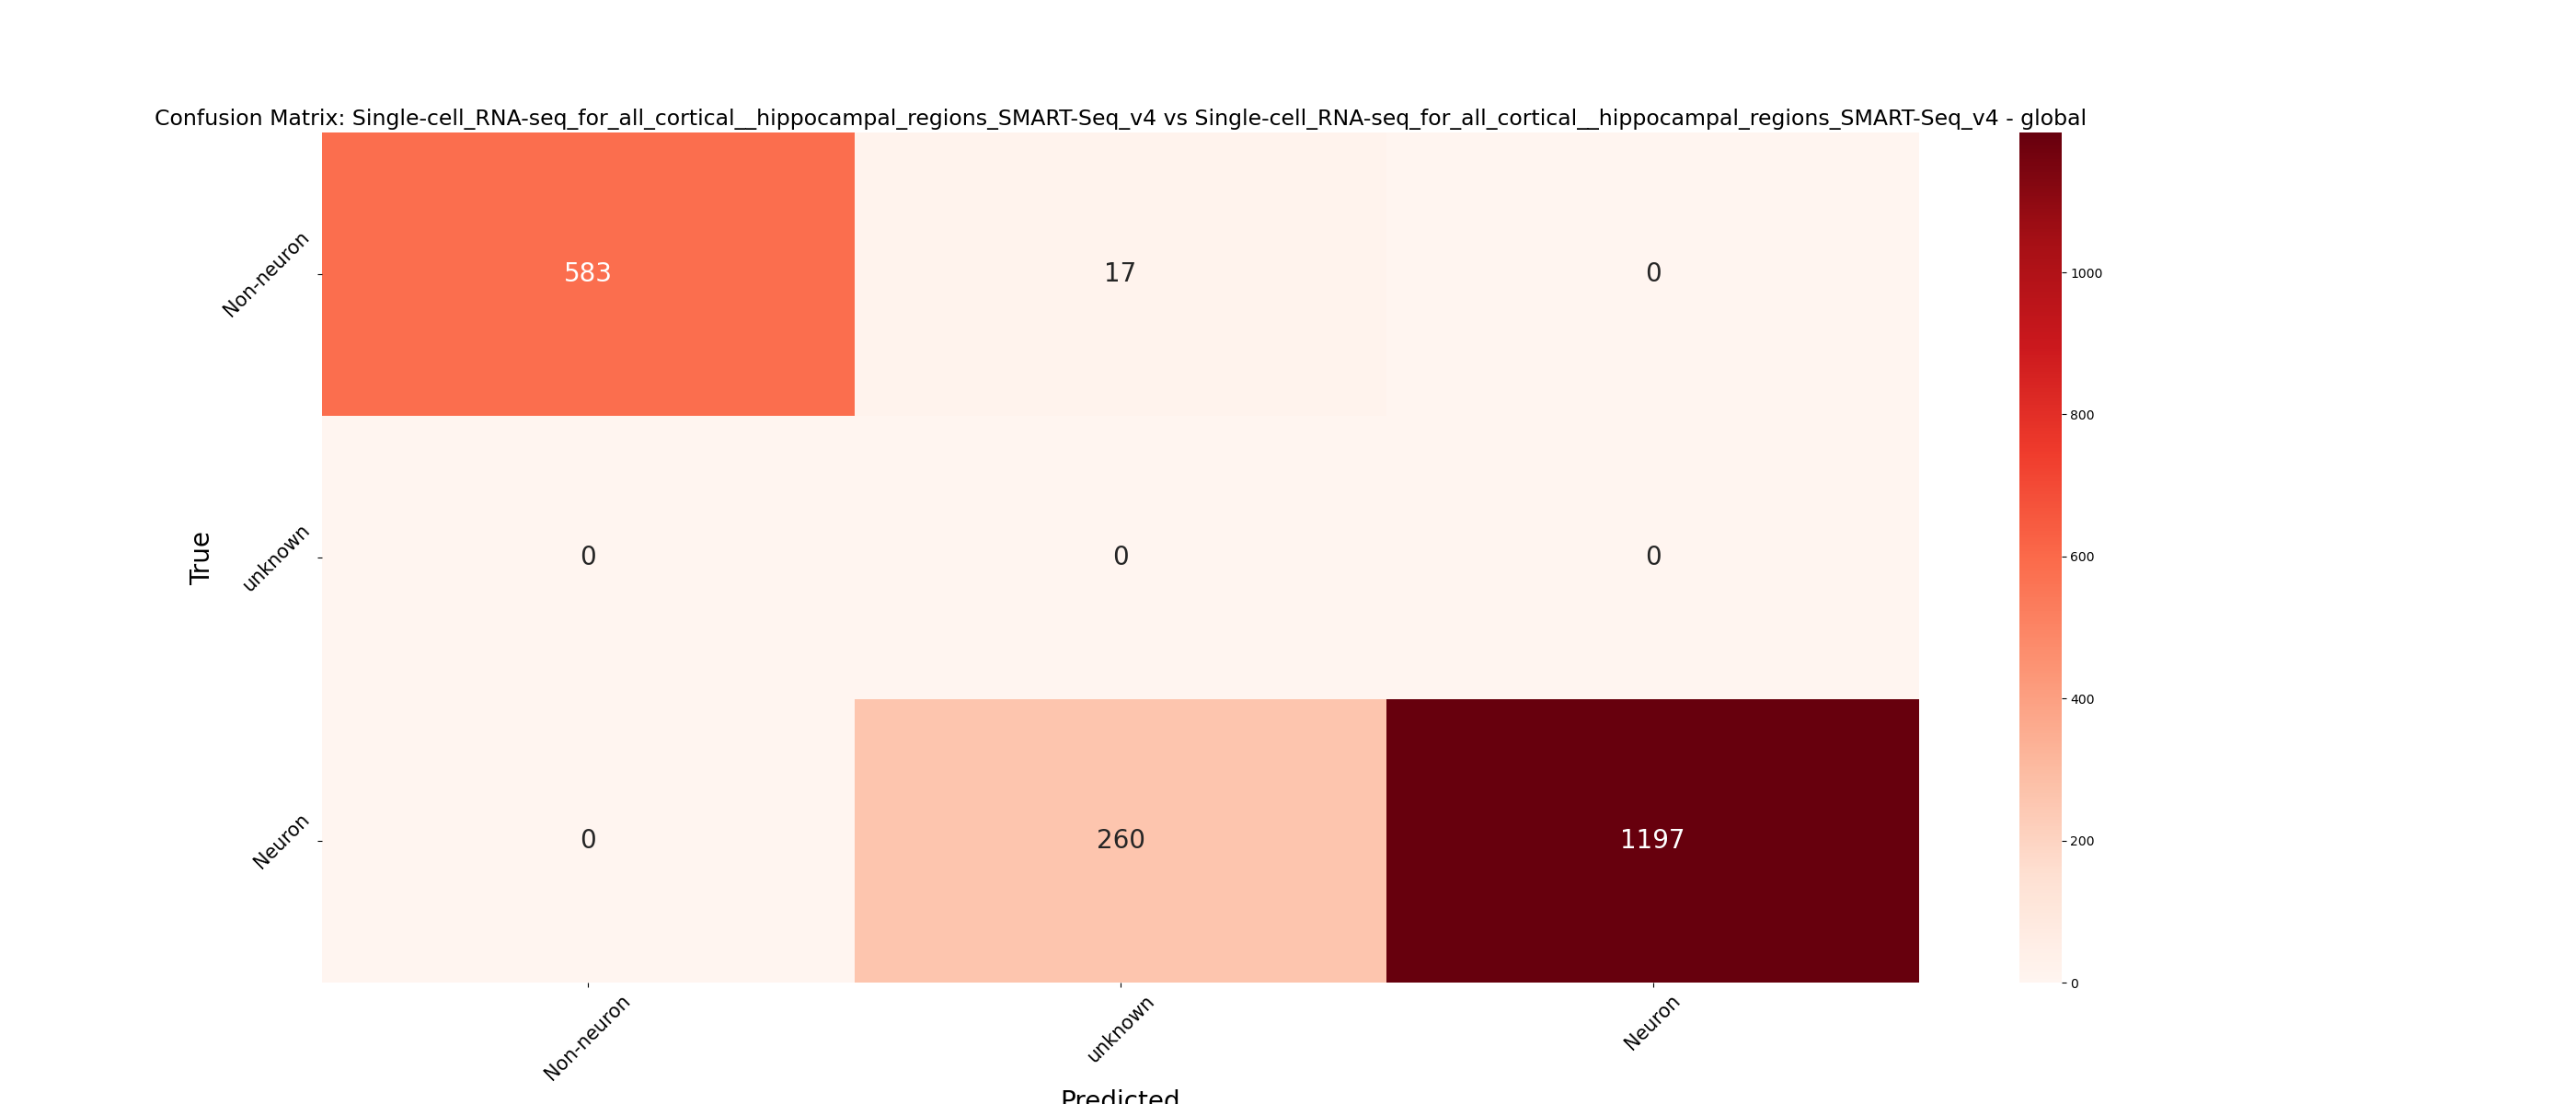 Confusion Matrix: Single-cell_RNA-seq_for_all_cortical__hippocampal_regions_SMART-Seq_v4 vs Single-cell_RNA-seq_for_all_cortical__hippocampal_regions_SMART-Seq_v4 - global
Non-neuron
583
17
0
unknown
0
0
0
Neuron
0
260
1197
True
Non-neuron
unknown
Neuron
Predicted
1000
800
600
400
200
0